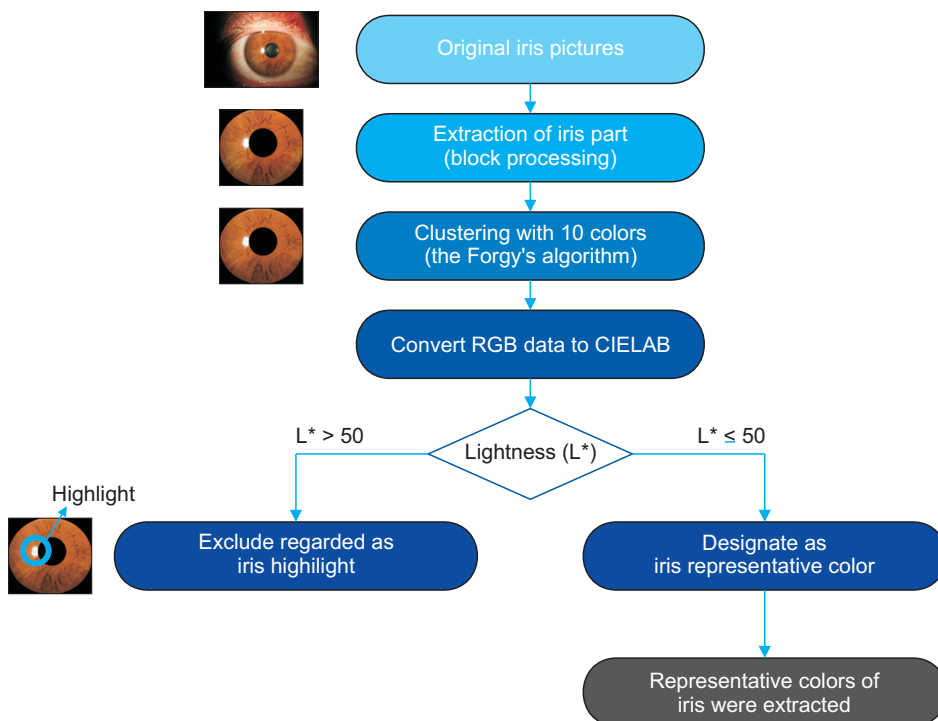 Original iris pictures
Extraction of iris part
(block processing)
Clustering with 10 colors
(the Forgy's algorithm)
Convert RGB data to CIELAB
Lightness (L*)
L* > 50
L* ≤ 50
Highlight
Exclude regarded as
iris highilight
Designate as
iris representative color
Representative colors of
iris were extracted